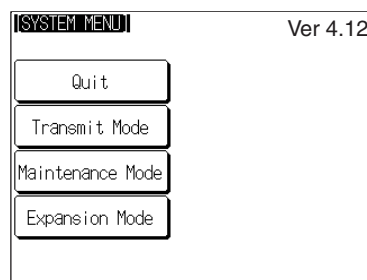 [SYSTEM MENU]
Ver 4.12
Quit
Transmit Mode
Maintenance Mode
Expansion Mode